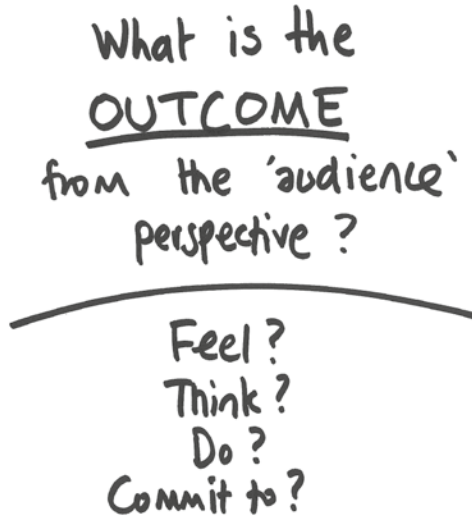 What is the
OUTCOME
from the 'audience'
perspective?
Feel?
Think?
Do?
Commit to?